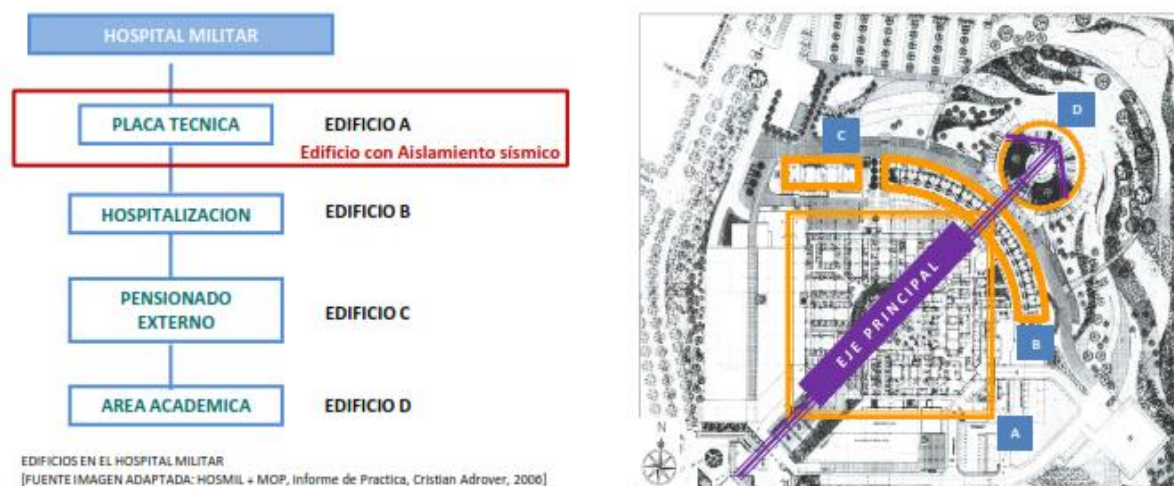 HOSPITAL MILITAR
PLACA TECNICA
EDIFICIO A
Edificio con Aislamiento sísmico
HOSPITALIZACION
EDIFICIO B
PENSIONADO
EXTERNO
EDIFICIO C
AREA ACADEMICA
EDIFICIO D
EDIFICIOS EN EL HOSPITAL MILITAR
[FUENTE IMAGEN ADAPTADA: HOSMIL + MOP, Informe de Practica, Cristian Adrover, 2006]
D
C
EJE PRINCIPAL
B
A
N